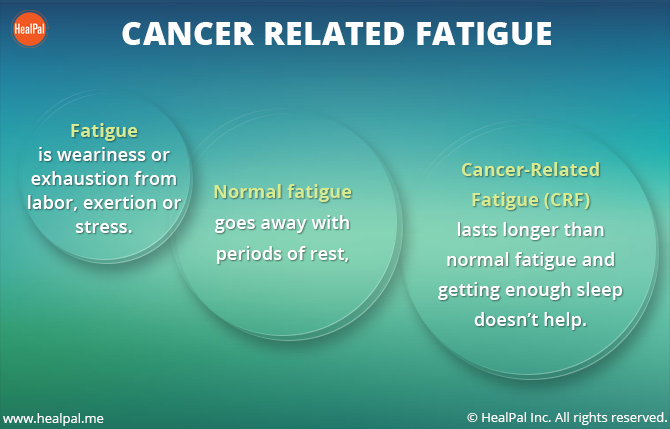 HealPal
CANCER RELATED FATIGUE
Fatigue
is weariness or
exhaustion from
labor, exertion or
stress.
Normal fatigue
goes away with
periods of rest,
Cancer-Related
Fatigue (CRF)
lasts longer than
normal fatigue and
getting enough sleep
doesn’t help.
www.healpal.me
© HealPal Inc. All rights reserved.